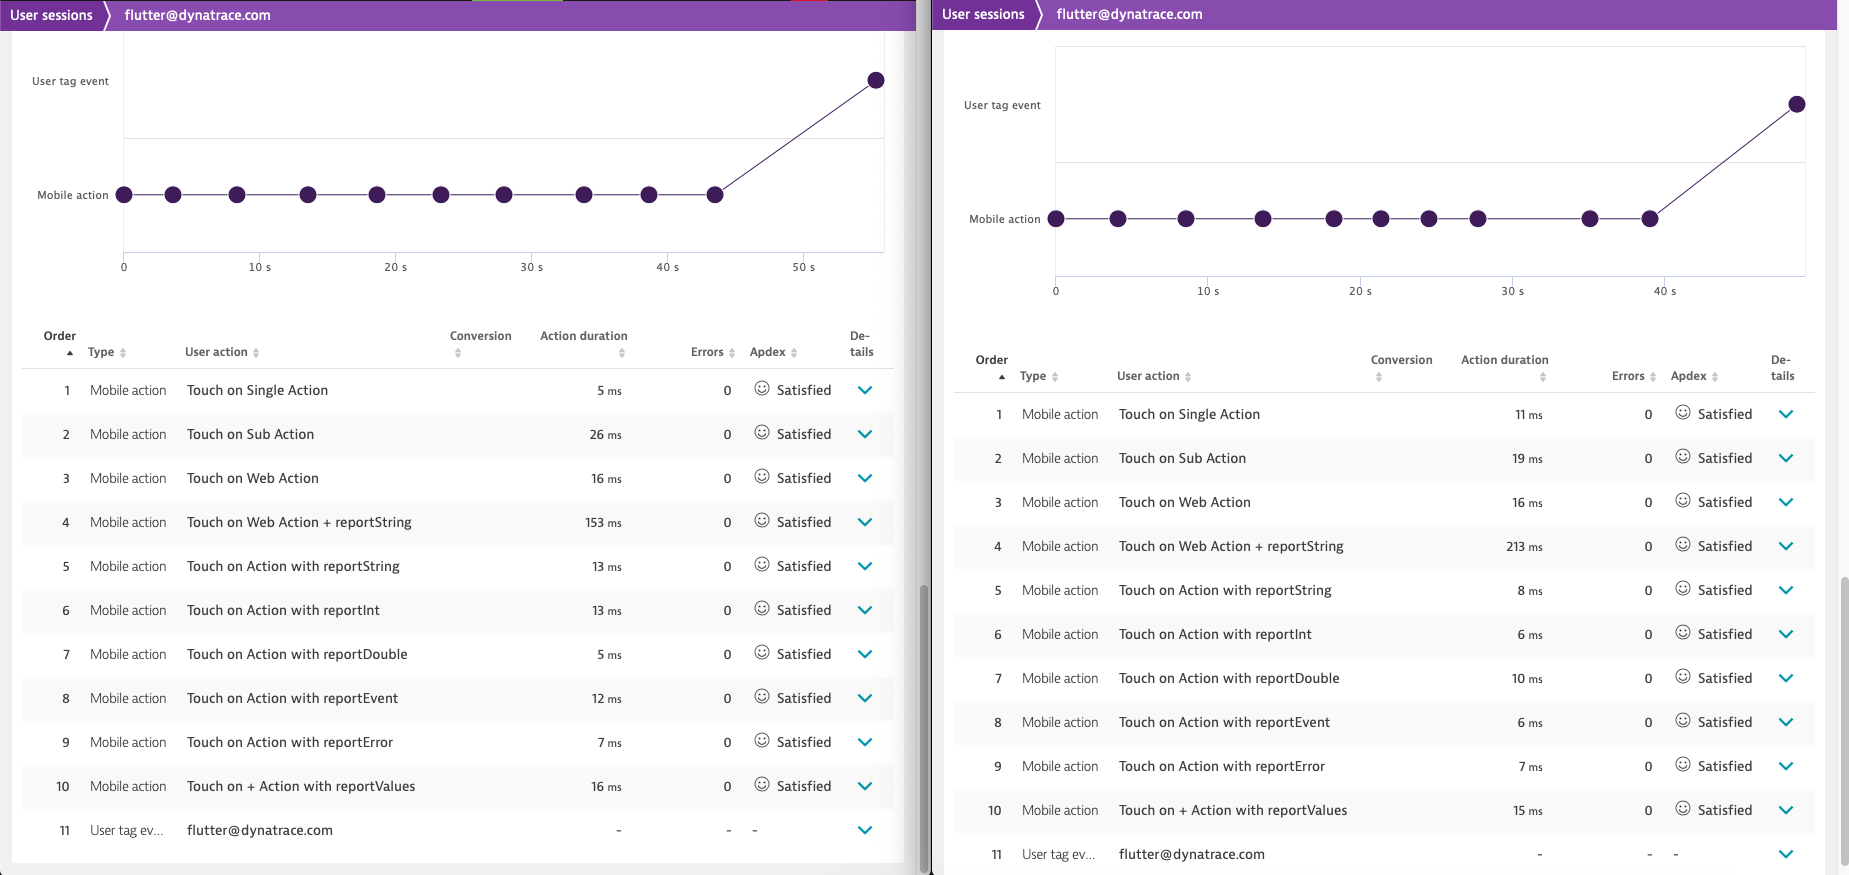 User sessions flutter@dynatrace.com
User tag event
Mobile action
0 10 s 20 s 30 s 40 s 50 s
Order Type User action Conversion Action duration Errors Apdex De-tails
1 Mobile action Touch on Single Action 5 ms 0 Satisfied
2 Mobile action Touch on Sub Action 26 ms 0 Satisfied
3 Mobile action Touch on Web Action 16 ms 0 Satisfied
4 Mobile action Touch on Web Action + reportString 153 ms 0 Satisfied
5 Mobile action Touch on Action with reportString 13 ms 0 Satisfied
6 Mobile action Touch on Action with reportInt 13 ms 0 Satisfied
7 Mobile action Touch on Action with reportDouble 5 ms 0 Satisfied
8 Mobile action Touch on Action with reportEvent 12 ms 0 Satisfied
9 Mobile action Touch on Action with reportError 7 ms 0 Satisfied
10 Mobile action Touch on + Action with reportValues 16 ms 0 Satisfied
11 User tag ev... flutter@dynatrace.com - - -
User sessions flutter@dynatrace.com
User tag event
Mobile action
0 10 s 20 s 30 s 40 s
Order Type User action Conversion Action duration Errors Apdex De-tails
1 Mobile action Touch on Single Action 11 ms 0 Satisfied
2 Mobile action Touch on Sub Action 19 ms 0 Satisfied
3 Mobile action Touch on Web Action 16 ms 0 Satisfied
4 Mobile action Touch on Web Action + reportString 213 ms 0 Satisfied
5 Mobile action Touch on Action with reportString 8 ms 0 Satisfied
6 Mobile action Touch on Action with reportInt 6 ms 0 Satisfied
7 Mobile action Touch on Action with reportDouble 10 ms 0 Satisfied
8 Mobile action Touch on Action with reportEvent 6 ms 0 Satisfied
9 Mobile action Touch on Action with reportError 7 ms 0 Satisfied
10 Mobile action Touch on + Action with reportValues 15 ms 0 Satisfied
11 User tag ev... flutter@dynatrace.com - - -